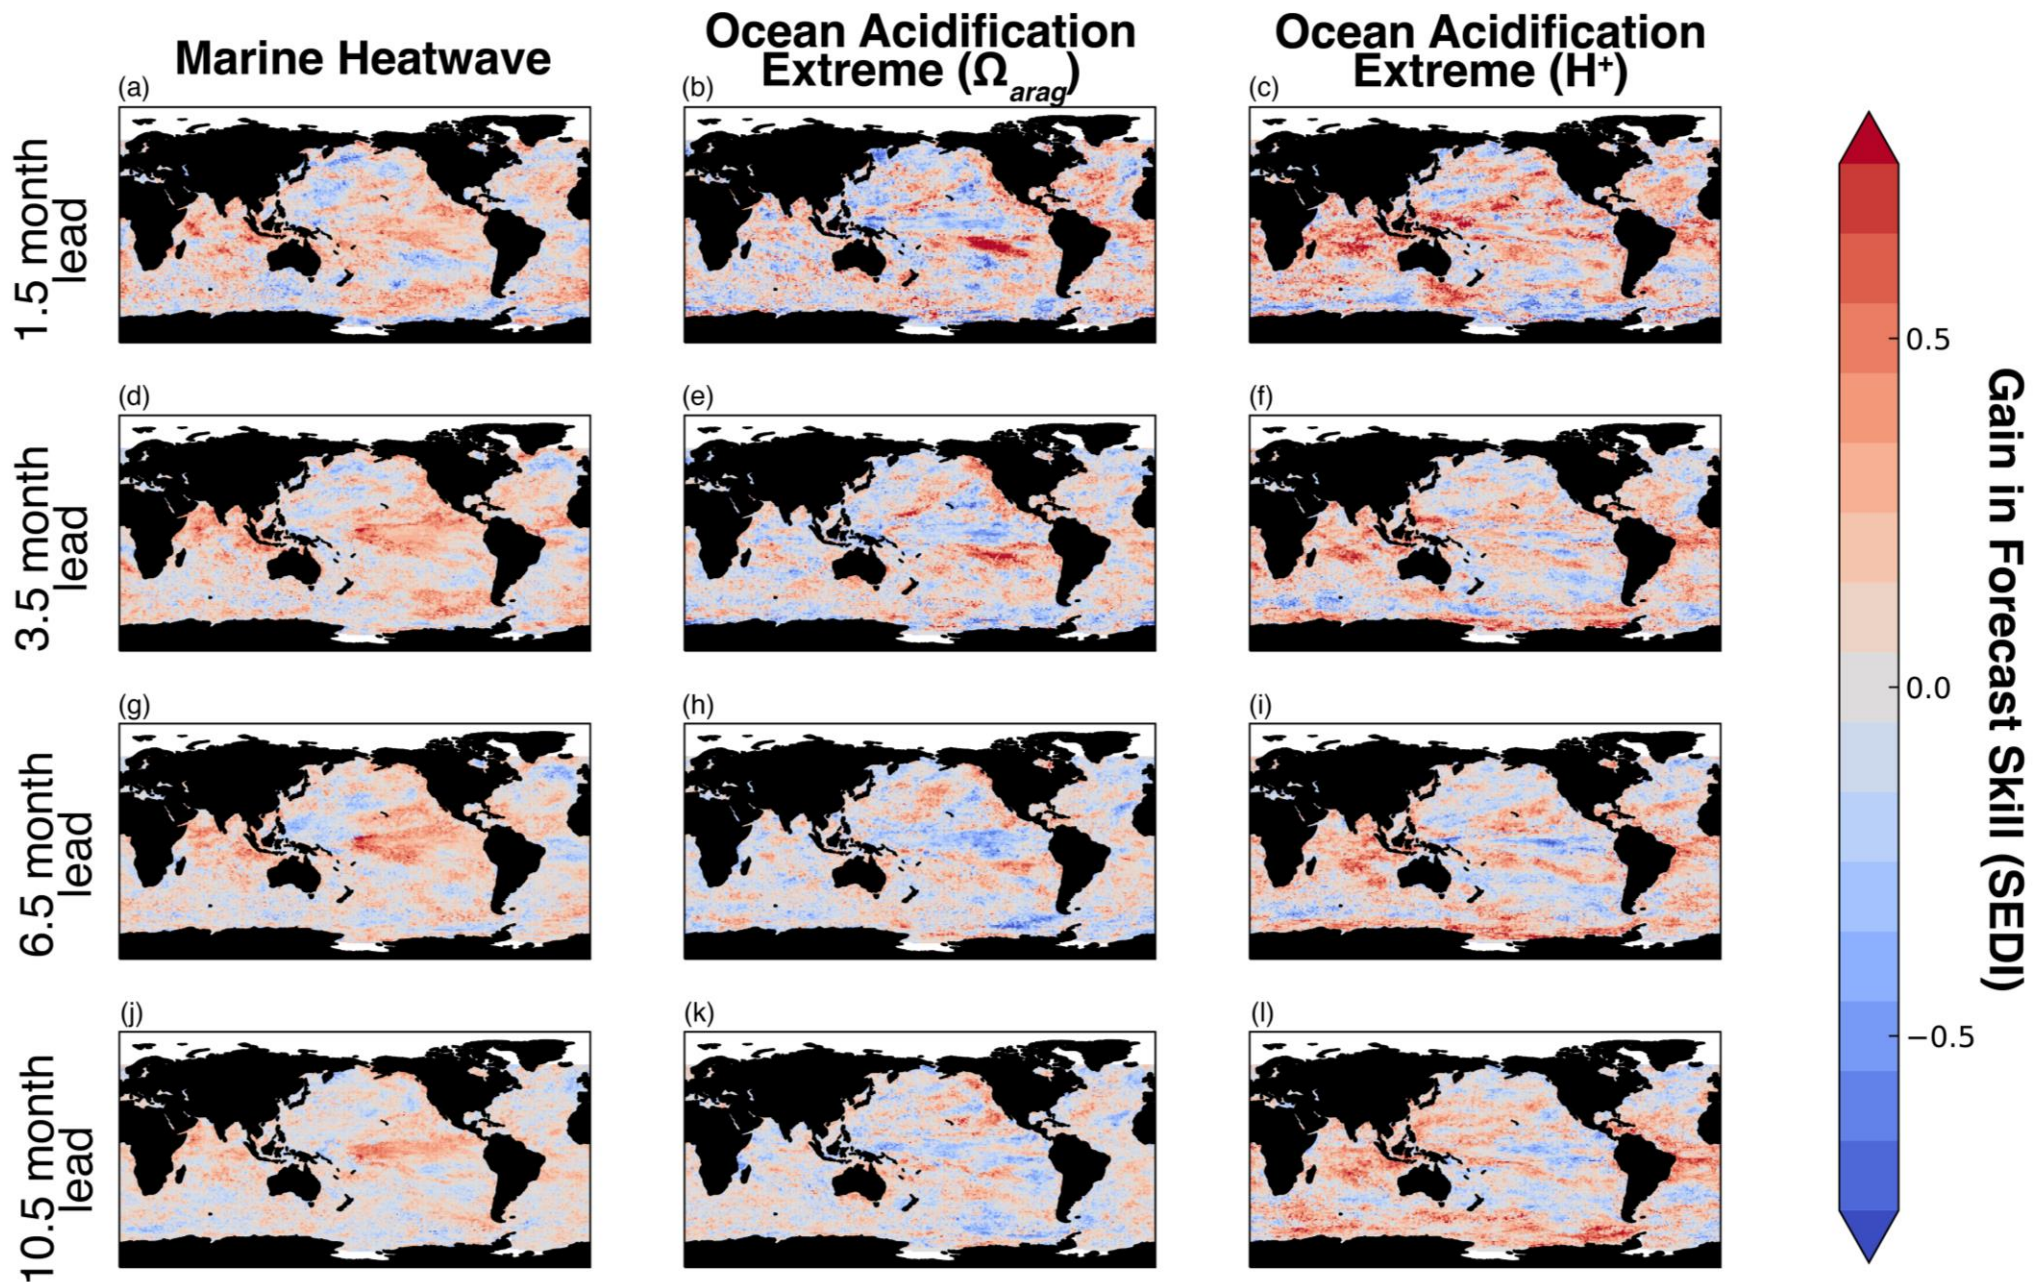 Marine Heatwave
Ocean Acidification
Extreme (Ωarag)
Ocean Acidification
Extreme (H⁺)
(a)
(b)
(c)
1.5 month
lead
(d)
(e)
(f)
3.5 month
lead
(g)
(h)
(i)
6.5 month
lead
(j)
(k)
(l)
10.5 month
lead
0.5
0.0
−0.5
Gain in Forecast Skill (SEDI)